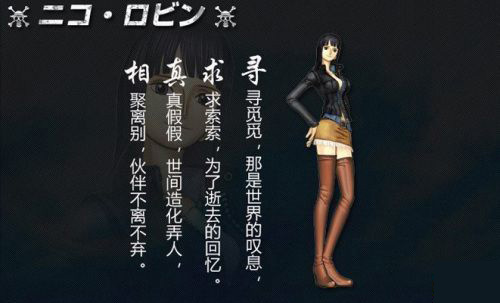 ニコ・ロビン
寻
寻觅觅，那是世界的叹息，
求
求索索，为了逝去的回忆。
真
真假假，世间造化弄人，
相
聚离别，伙伴不离不弃。